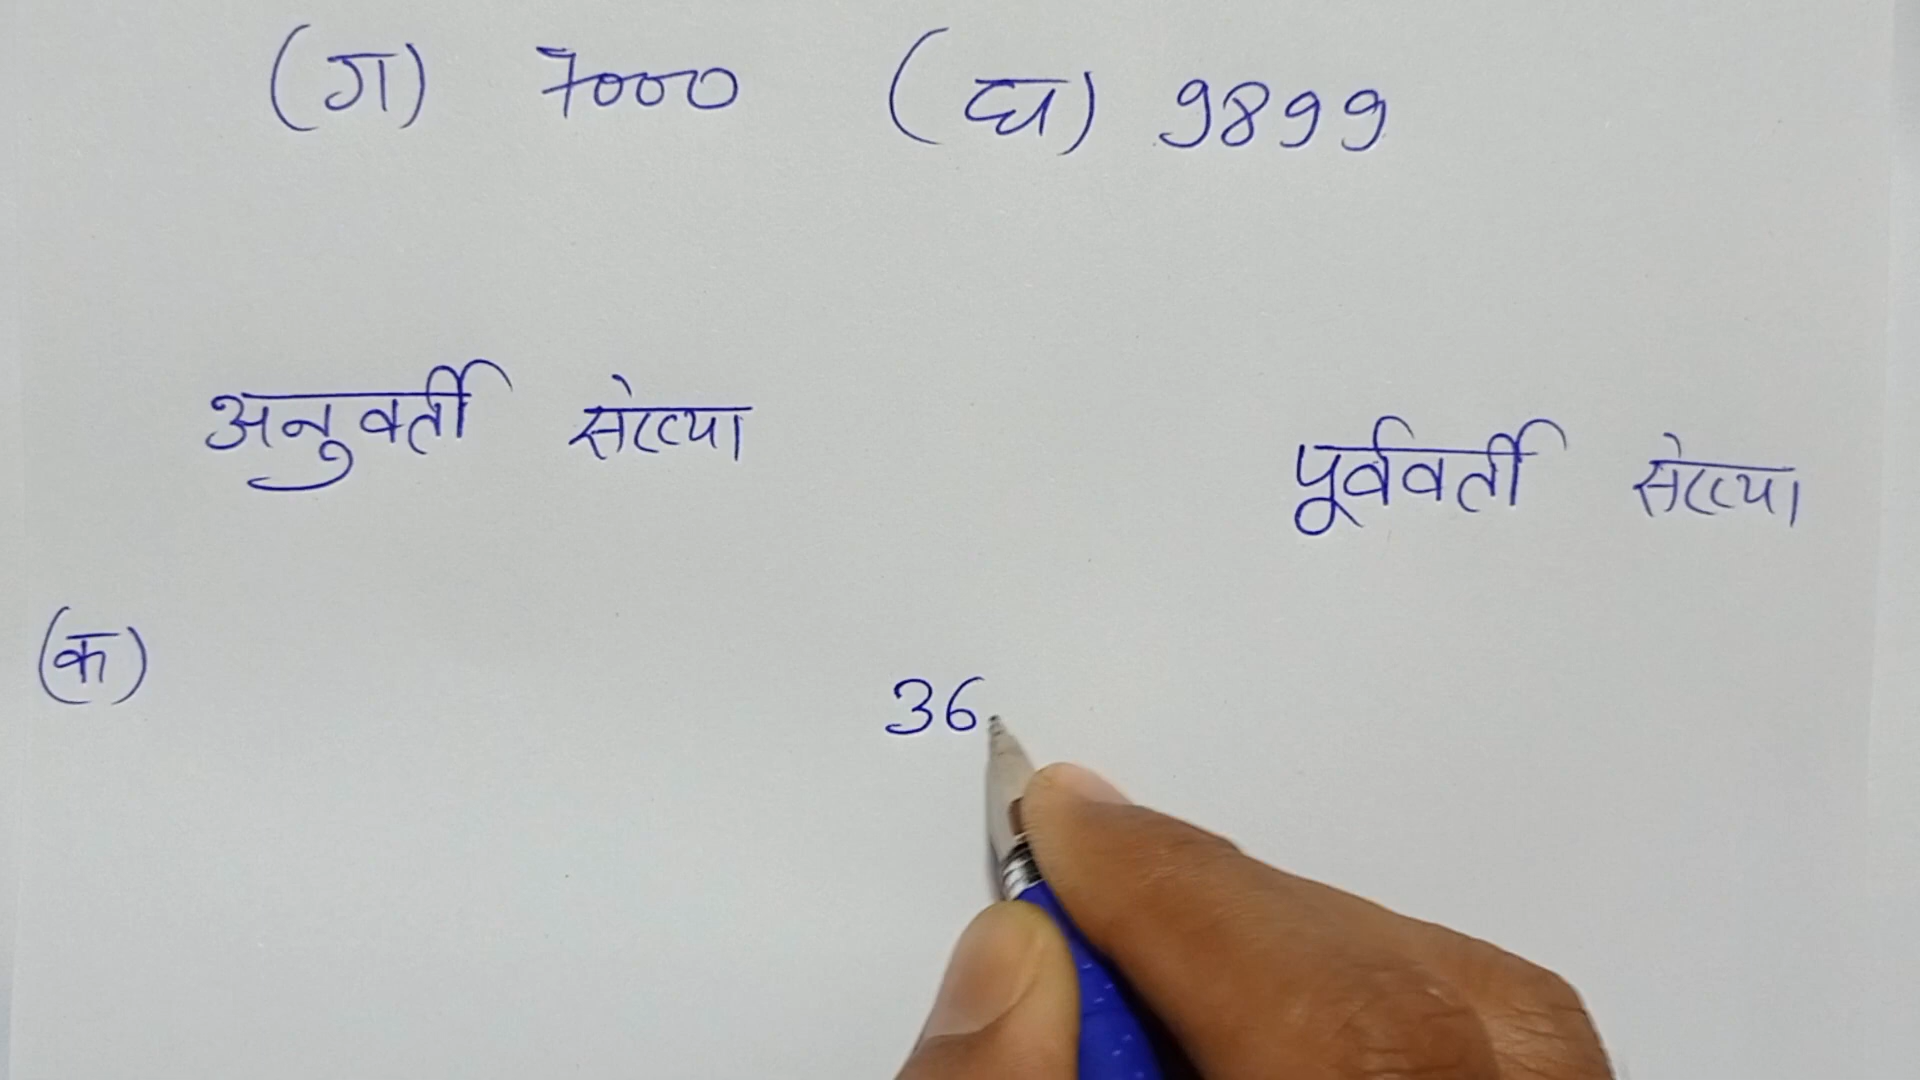 (ग) 7000 (घ) 9899
अनुवर्ती संख्या पूर्ववर्ती संख्या
(क)
36